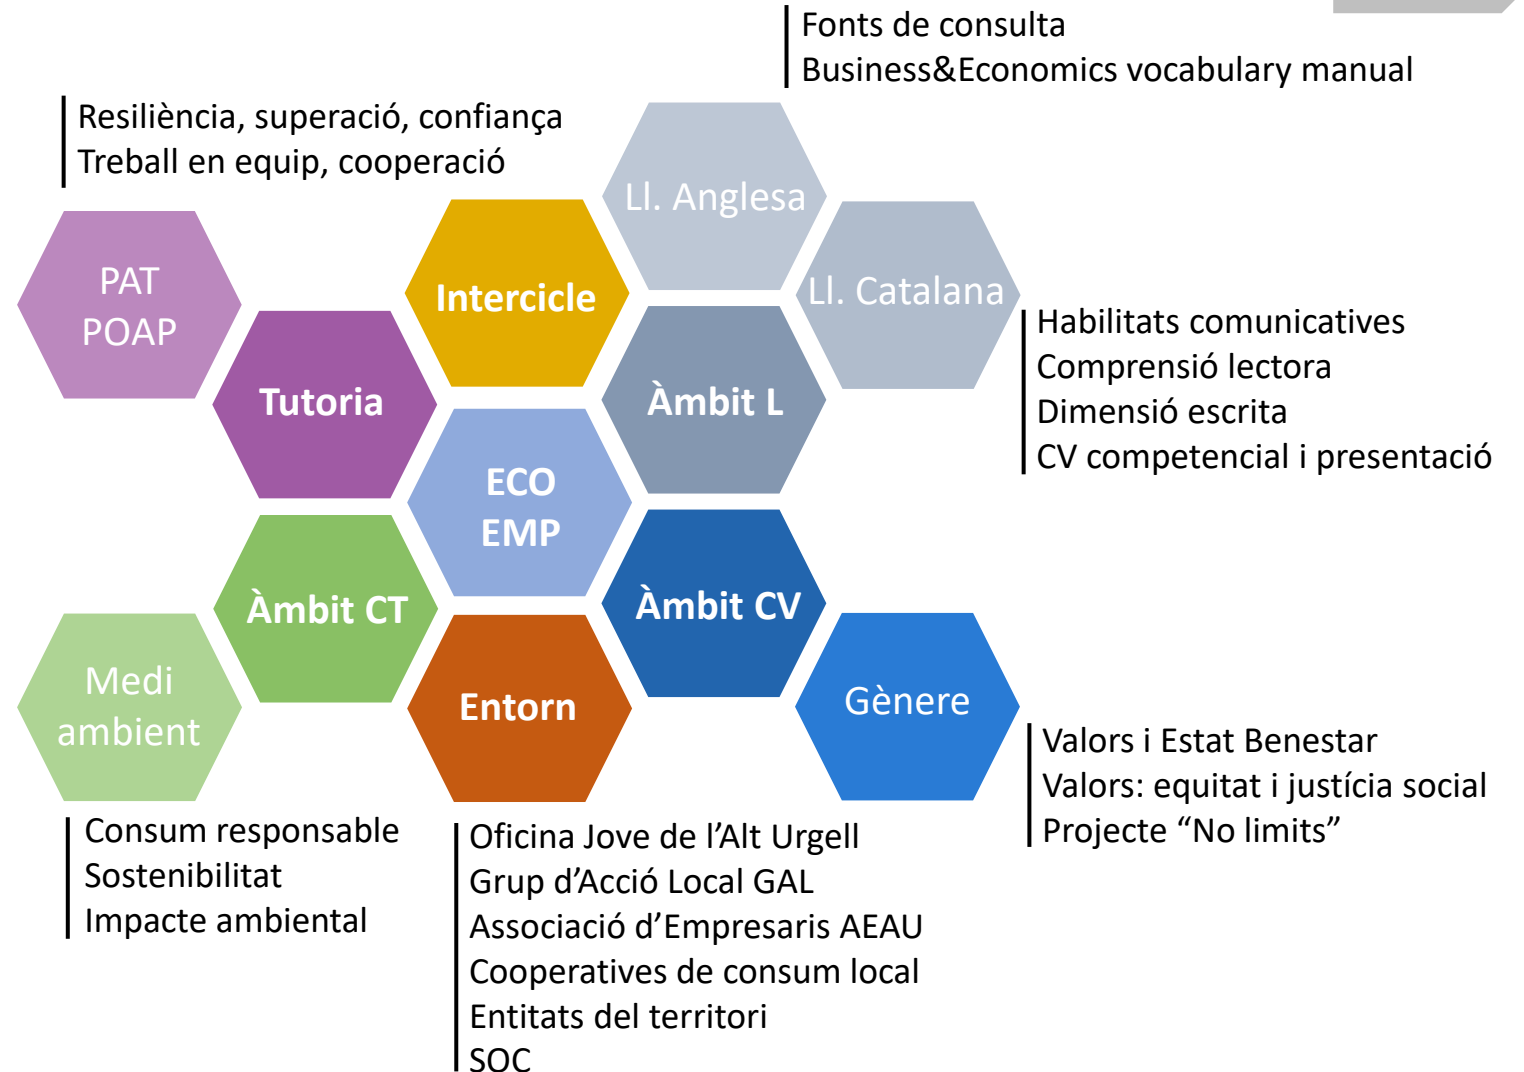 Fonts de consulta
Business&Economics vocabulary manual
Resiliència, superació, confiança
Treball en equip, cooperació
Ll. Anglesa
PAT
POAP
Intercicle
Ll. Catalana
Habilitats comunicatives
Comprensió lectora
Dimensió escrita
CV competencial i presentació
Tutoria
Àmbit L
ECO
EMP
Àmbit CT
Àmbit CV
Medi
ambient
Entorn
Gènere
Valors i Estat Benestar
Valors: equitat i justícia social
Projecte “No limits”
Consum responsable
Sostenibilitat
Impacte ambiental
Oficina Jove de l’Alt Urgell
Grup d’Acció Local GAL
Associació d’Empresaris AEAU
Cooperatives de consum local
Entitats del territori
SOC